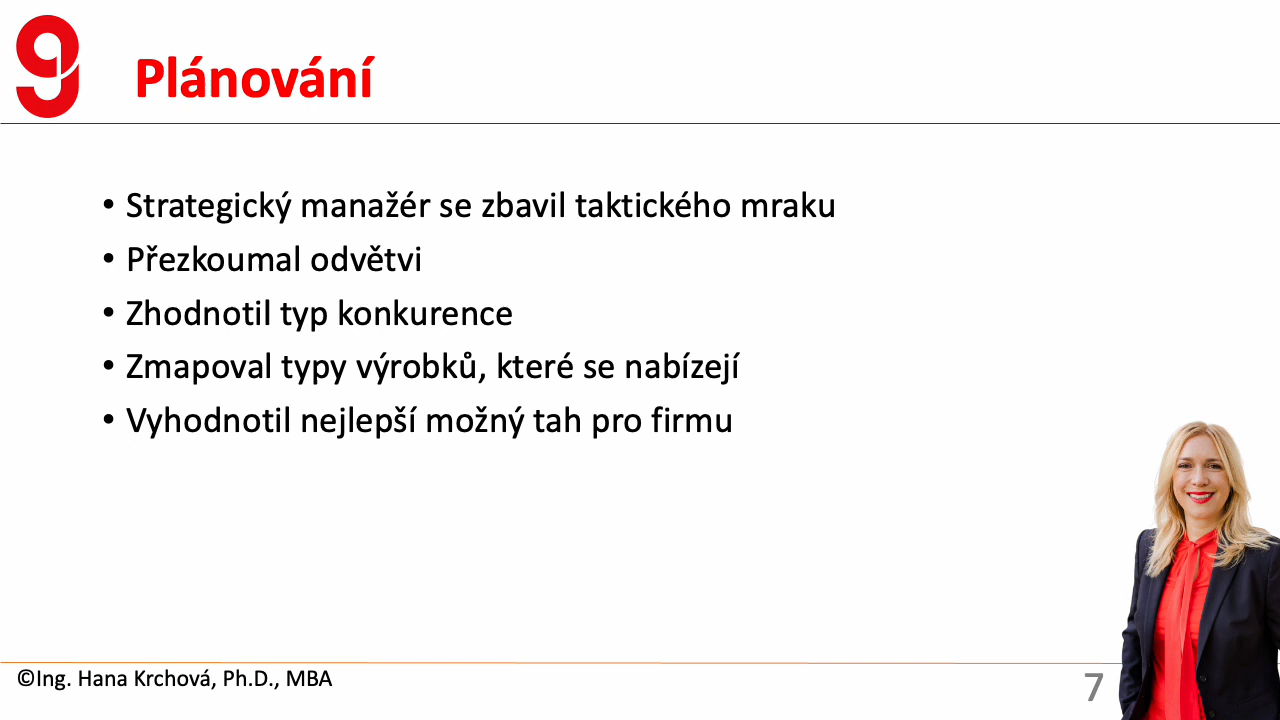 Plánování
• Strategický manažér se zbavil taktického mraku
• Přezkoumal odvětvi
• Zhodnotil typ konkurence
• Zmapoval typy výrobků, které se nabízejí
• Vyhodnotil nejlepší možný tah pro firmu
©Ing. Hana Krchová, Ph.D., MBA
7